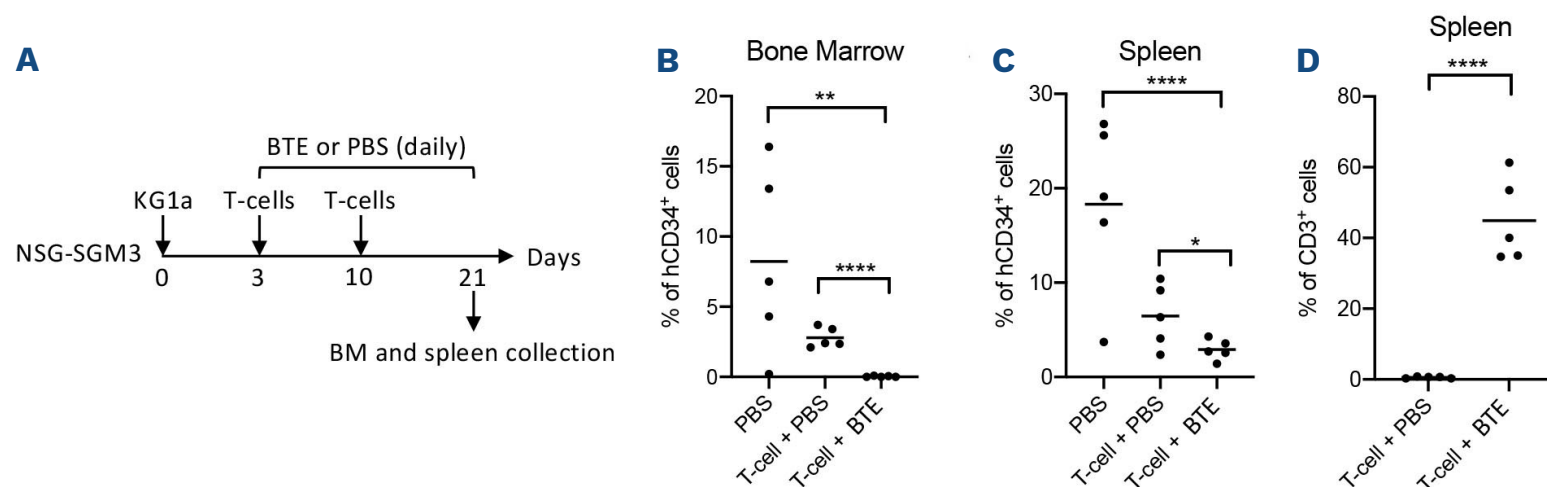 A
BTE or PBS (daily)
KG1a T-cells T-cells
NSG-SGM3
Days
0 3 10 21
BM and spleen collection
B
Bone Marrow
% of hCD34+ cells
20
15
10
5
0
**
****
PBS
T-cell + PBS
T-cell + BTE
C
Spleen
% of hCD34+ cells
30
20
10
0
****
*
PBS
T-cell + PBS
T-cell + BTE
D
Spleen
% of CD3+ cells
80
60
40
20
0
****
T-cell + PBS
T-cell + BTE